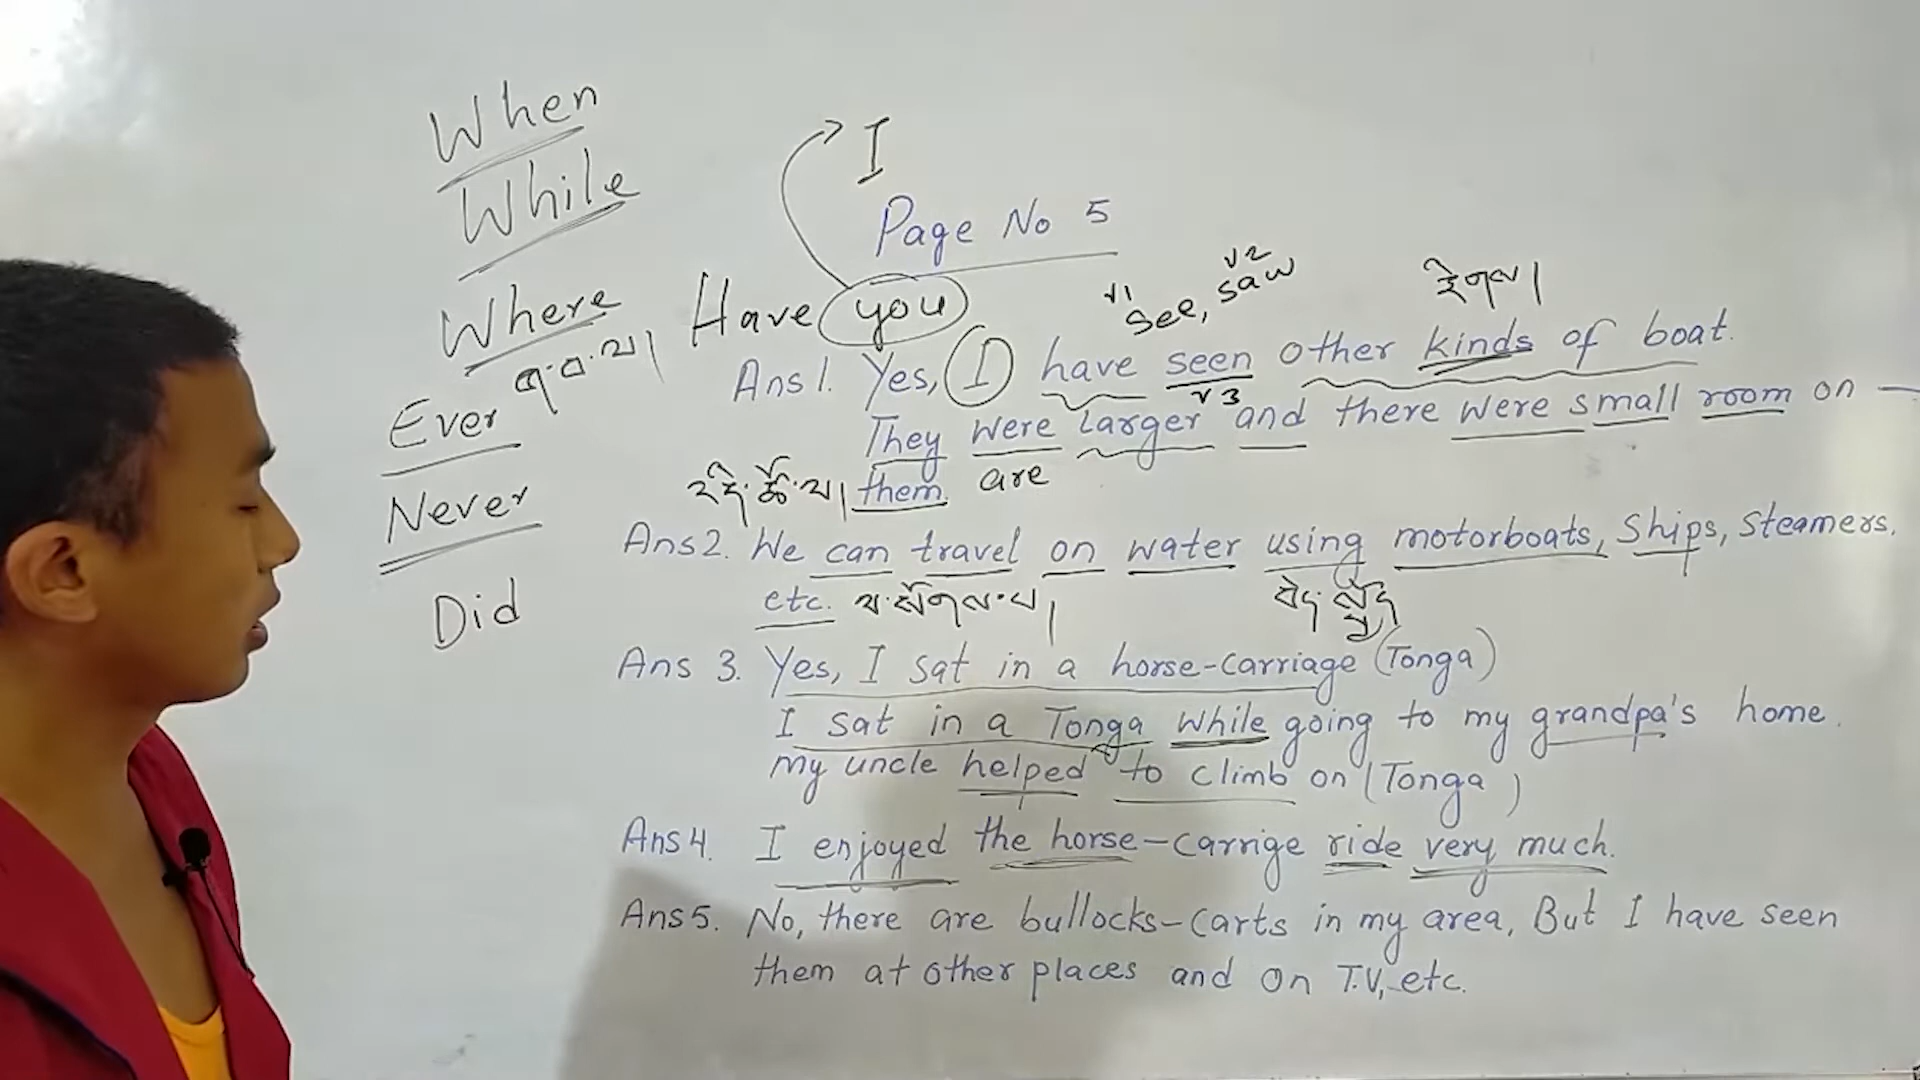 When
While
Where
Ever
Never
Did
I
Page No 5
Have you
v1 v2
see, saw
Ans 1. Yes, I have seen other kinds of boat.
v3
They were larger and there were small room on
them. are
Ans 2. We can travel on water using motorboats, Ships, Steamers.
etc.
Ans 3. Yes, I sat in a horse-carriage (Tonga)
I sat in a Tonga while going to my grandpa's home.
my uncle helped to climb on (Tonga)
Ans 4. I enjoyed the horse-carrige ride very much.
Ans 5. No, there are bullocks-carts in my area, But I have seen
them at other places and on T.V, etc.